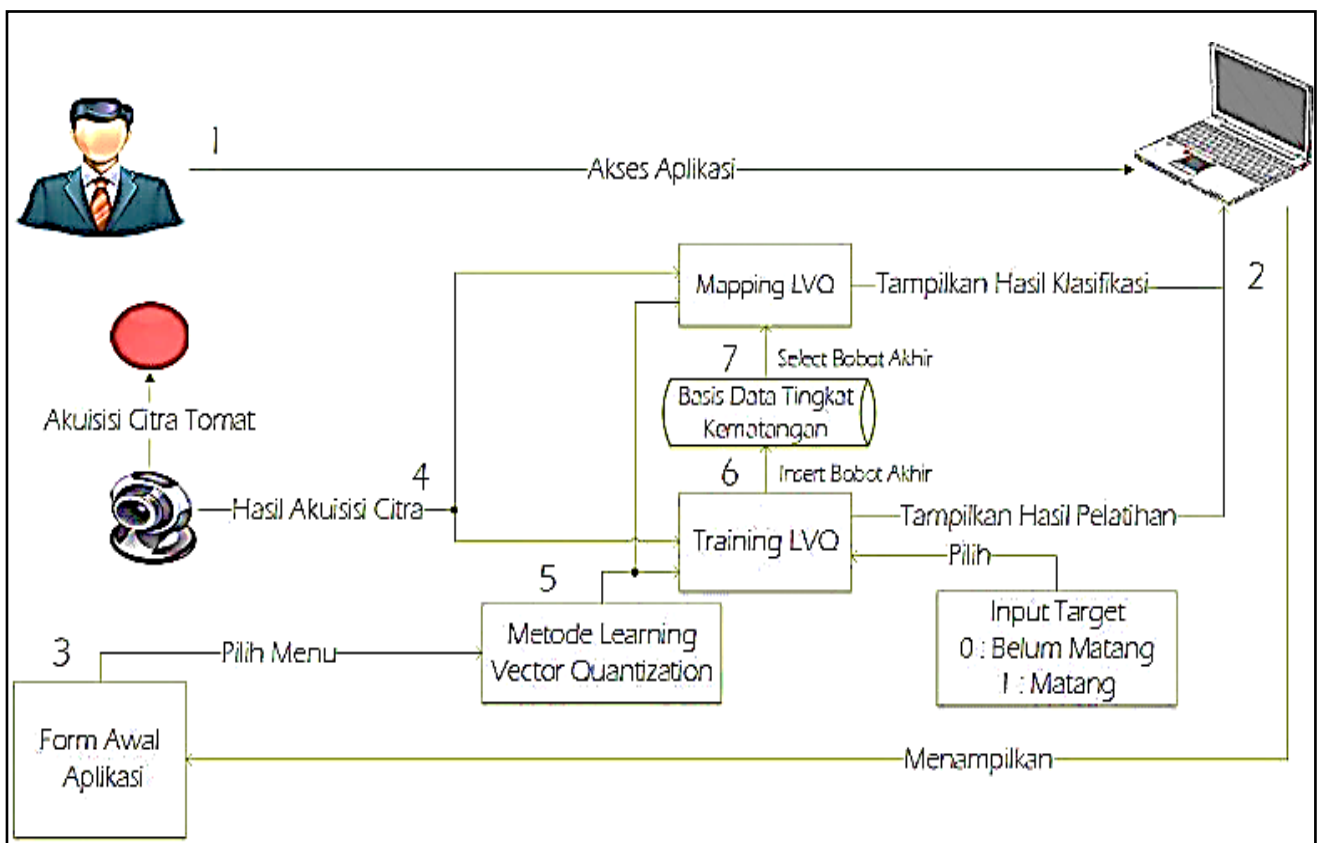 1
Akses Aplikasi
Mapping LVQ
Tampilkan Hasil Klasifikasi
2
7
Select Bobot Akhir
Basis Data Tingkat
Kematangan
Akuisisi Citra Tomat
4
6
Insert Bobot Akhir
Hasil Akuisisi Citra
Training LVQ
Tampilkan Hasil Pelatihan
Pilih
5
Input Target
0 : Belum Matang
1 : Matang
Metode Learning
Vector Quantization
3
Pilih Menu
Form Awal
Aplikasi
Menampilkan